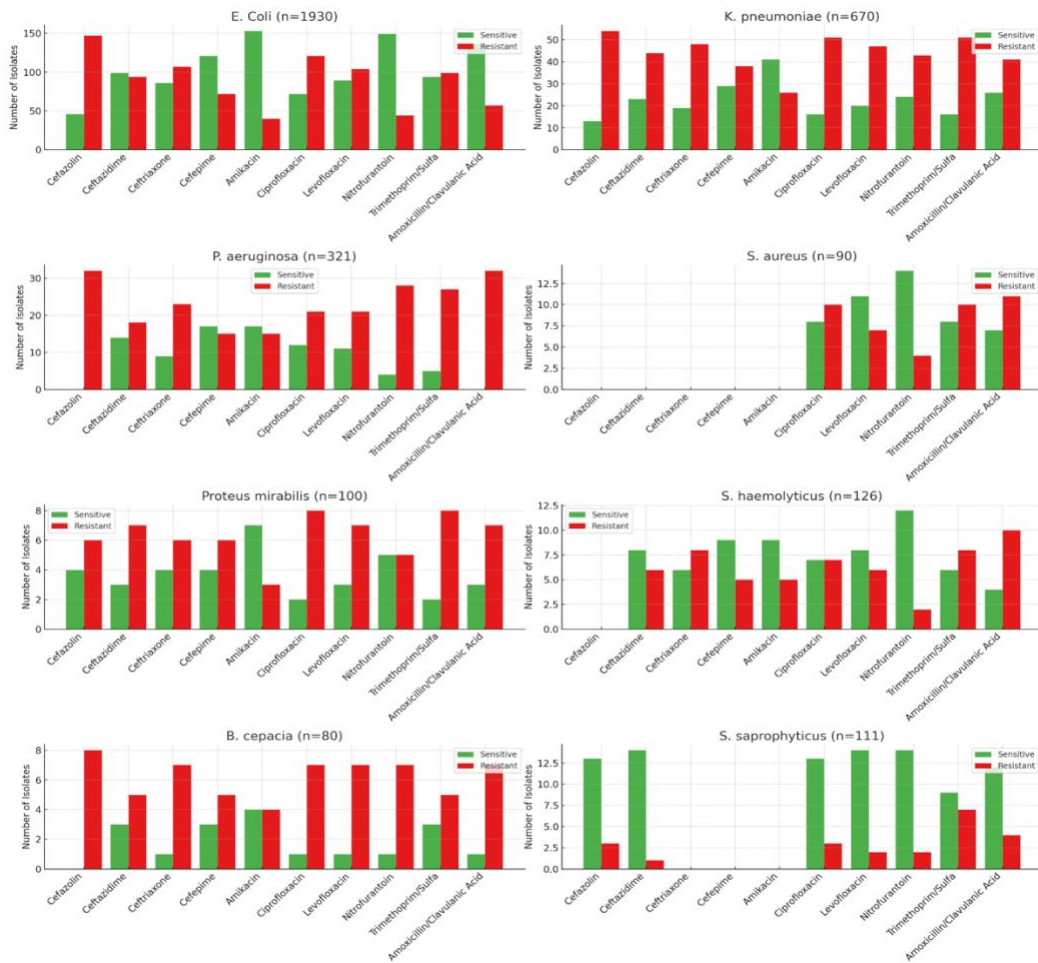 E. Coli (n=1930)
Number of Isolates
150
100
50
0
Sensitive
Resistant
Cefazolin
Ceftazidime
Ceftriaxone
Cefepime
Amikacin
Ciprofloxacin
Levofloxacin
Nitrofurantoin
Trimethoprim/Sulfa
Amoxicillin/Clavulanic Acid
K. pneumoniae (n=670)
Number of Isolates
50
40
30
20
10
0
Sensitive
Resistant
Cefazolin
Ceftazidime
Ceftriaxone
Cefepime
Amikacin
Ciprofloxacin
Levofloxacin
Nitrofurantoin
Trimethoprim/Sulfa
Amoxicillin/Clavulanic Acid
P. aeruginosa (n=321)
Number of Isolates
30
20
10
0
Sensitive
Resistant
Cefazolin
Ceftazidime
Ceftriaxone
Cefepime
Amikacin
Ciprofloxacin
Levofloxacin
Nitrofurantoin
Trimethoprim/Sulfa
Amoxicillin/Clavulanic Acid
S. aureus (n=90)
Number of Isolates
12.5
10.0
7.5
5.0
2.5
0.0
Sensitive
Resistant
Cefazolin
Ceftazidime
Ceftriaxone
Cefepime
Amikacin
Ciprofloxacin
Levofloxacin
Nitrofurantoin
Trimethoprim/Sulfa
Amoxicillin/Clavulanic Acid
Proteus mirabilis (n=100)
Number of Isolates
8
6
4
2
0
Sensitive
Resistant
Cefazolin
Ceftazidime
Ceftriaxone
Cefepime
Amikacin
Ciprofloxacin
Levofloxacin
Nitrofurantoin
Trimethoprim/Sulfa
Amoxicillin/Clavulanic Acid
S. haemolyticus (n=126)
Number of Isolates
12.5
10.0
7.5
5.0
2.5
0.0
Sensitive
Resistant
Cefazolin
Ceftazidime
Ceftriaxone
Cefepime
Amikacin
Ciprofloxacin
Levofloxacin
Nitrofurantoin
Trimethoprim/Sulfa
Amoxicillin/Clavulanic Acid
B. cepacia (n=80)
Number of Isolates
8
6
4
2
0
Sensitive
Resistant
Cefazolin
Ceftazidime
Ceftriaxone
Cefepime
Amikacin
Ciprofloxacin
Levofloxacin
Nitrofurantoin
Trimethoprim/Sulfa
Amoxicillin/Clavulanic Acid
S. saprophyticus (n=111)
Number of Isolates
12.5
10.0
7.5
5.0
2.5
0.0
Sensitive
Resistant
Cefazolin
Ceftazidime
Ceftriaxone
Cefepime
Amikacin
Ciprofloxacin
Levofloxacin
Nitrofurantoin
Trimethoprim/Sulfa
Amoxicillin/Clavulanic Acid